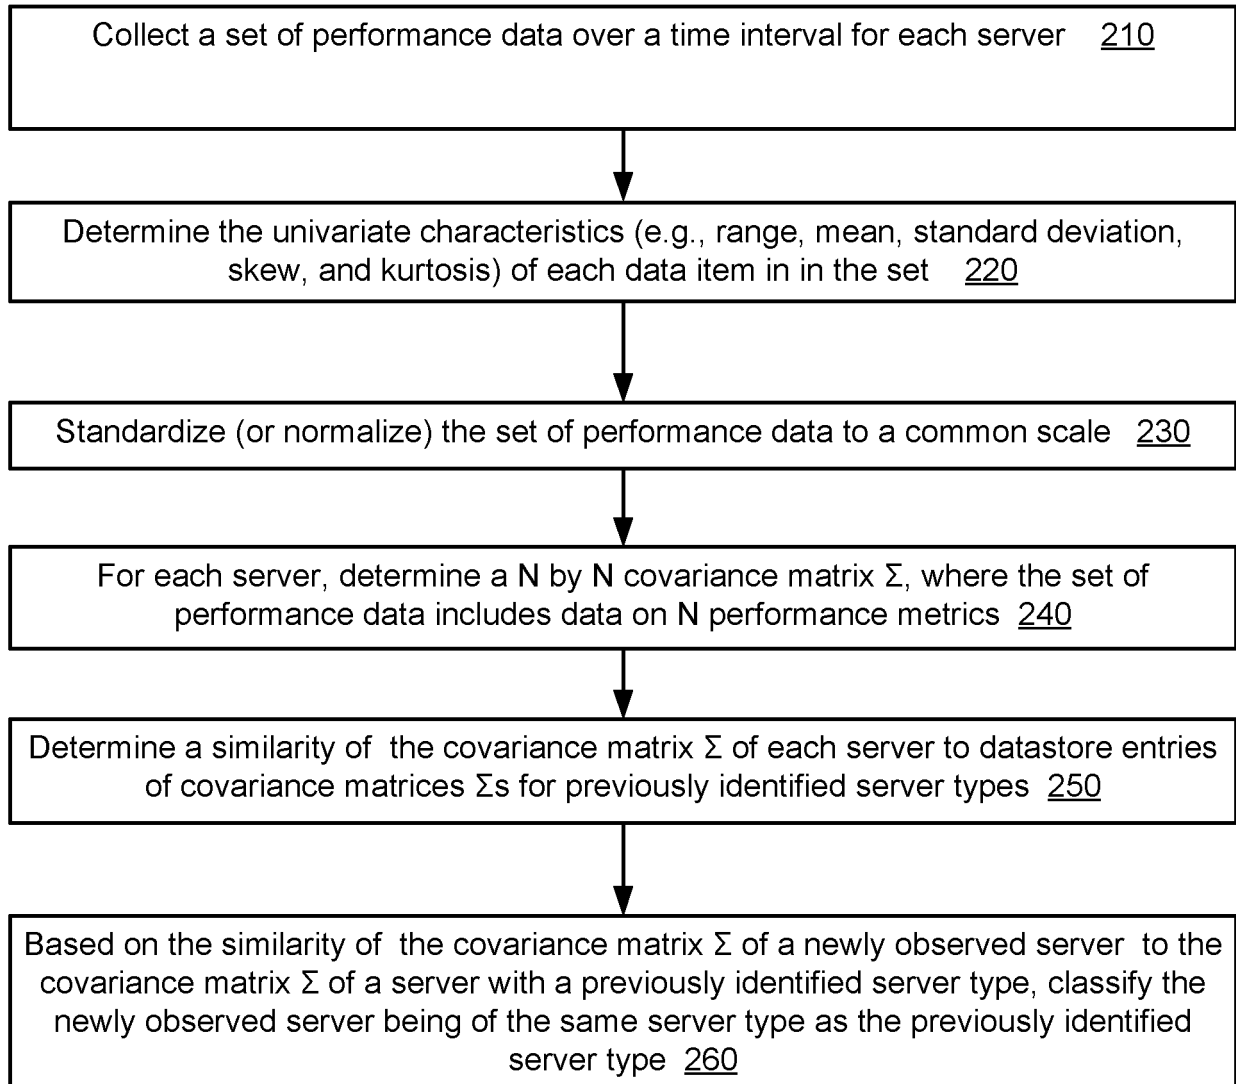 Collect a set of performance data over a time interval for each server 210
Determine the univariate characteristics (e.g., range, mean, standard deviation,
skew, and kurtosis) of each data item in in the set 220
Standardize (or normalize) the set of performance data to a common scale 230
For each server, determine a N by N covariance matrix Σ, where the set of
performance data includes data on N performance metrics 240
Determine a similarity of the covariance matrix Σ of each server to datastore entries
of covariance matrices Σs for previously identified server types 250
Based on the similarity of the covariance matrix Σ of a newly observed server to the
covariance matrix Σ of a server with a previously identified server type, classify the
newly observed server being of the same server type as the previously identified
server type 260